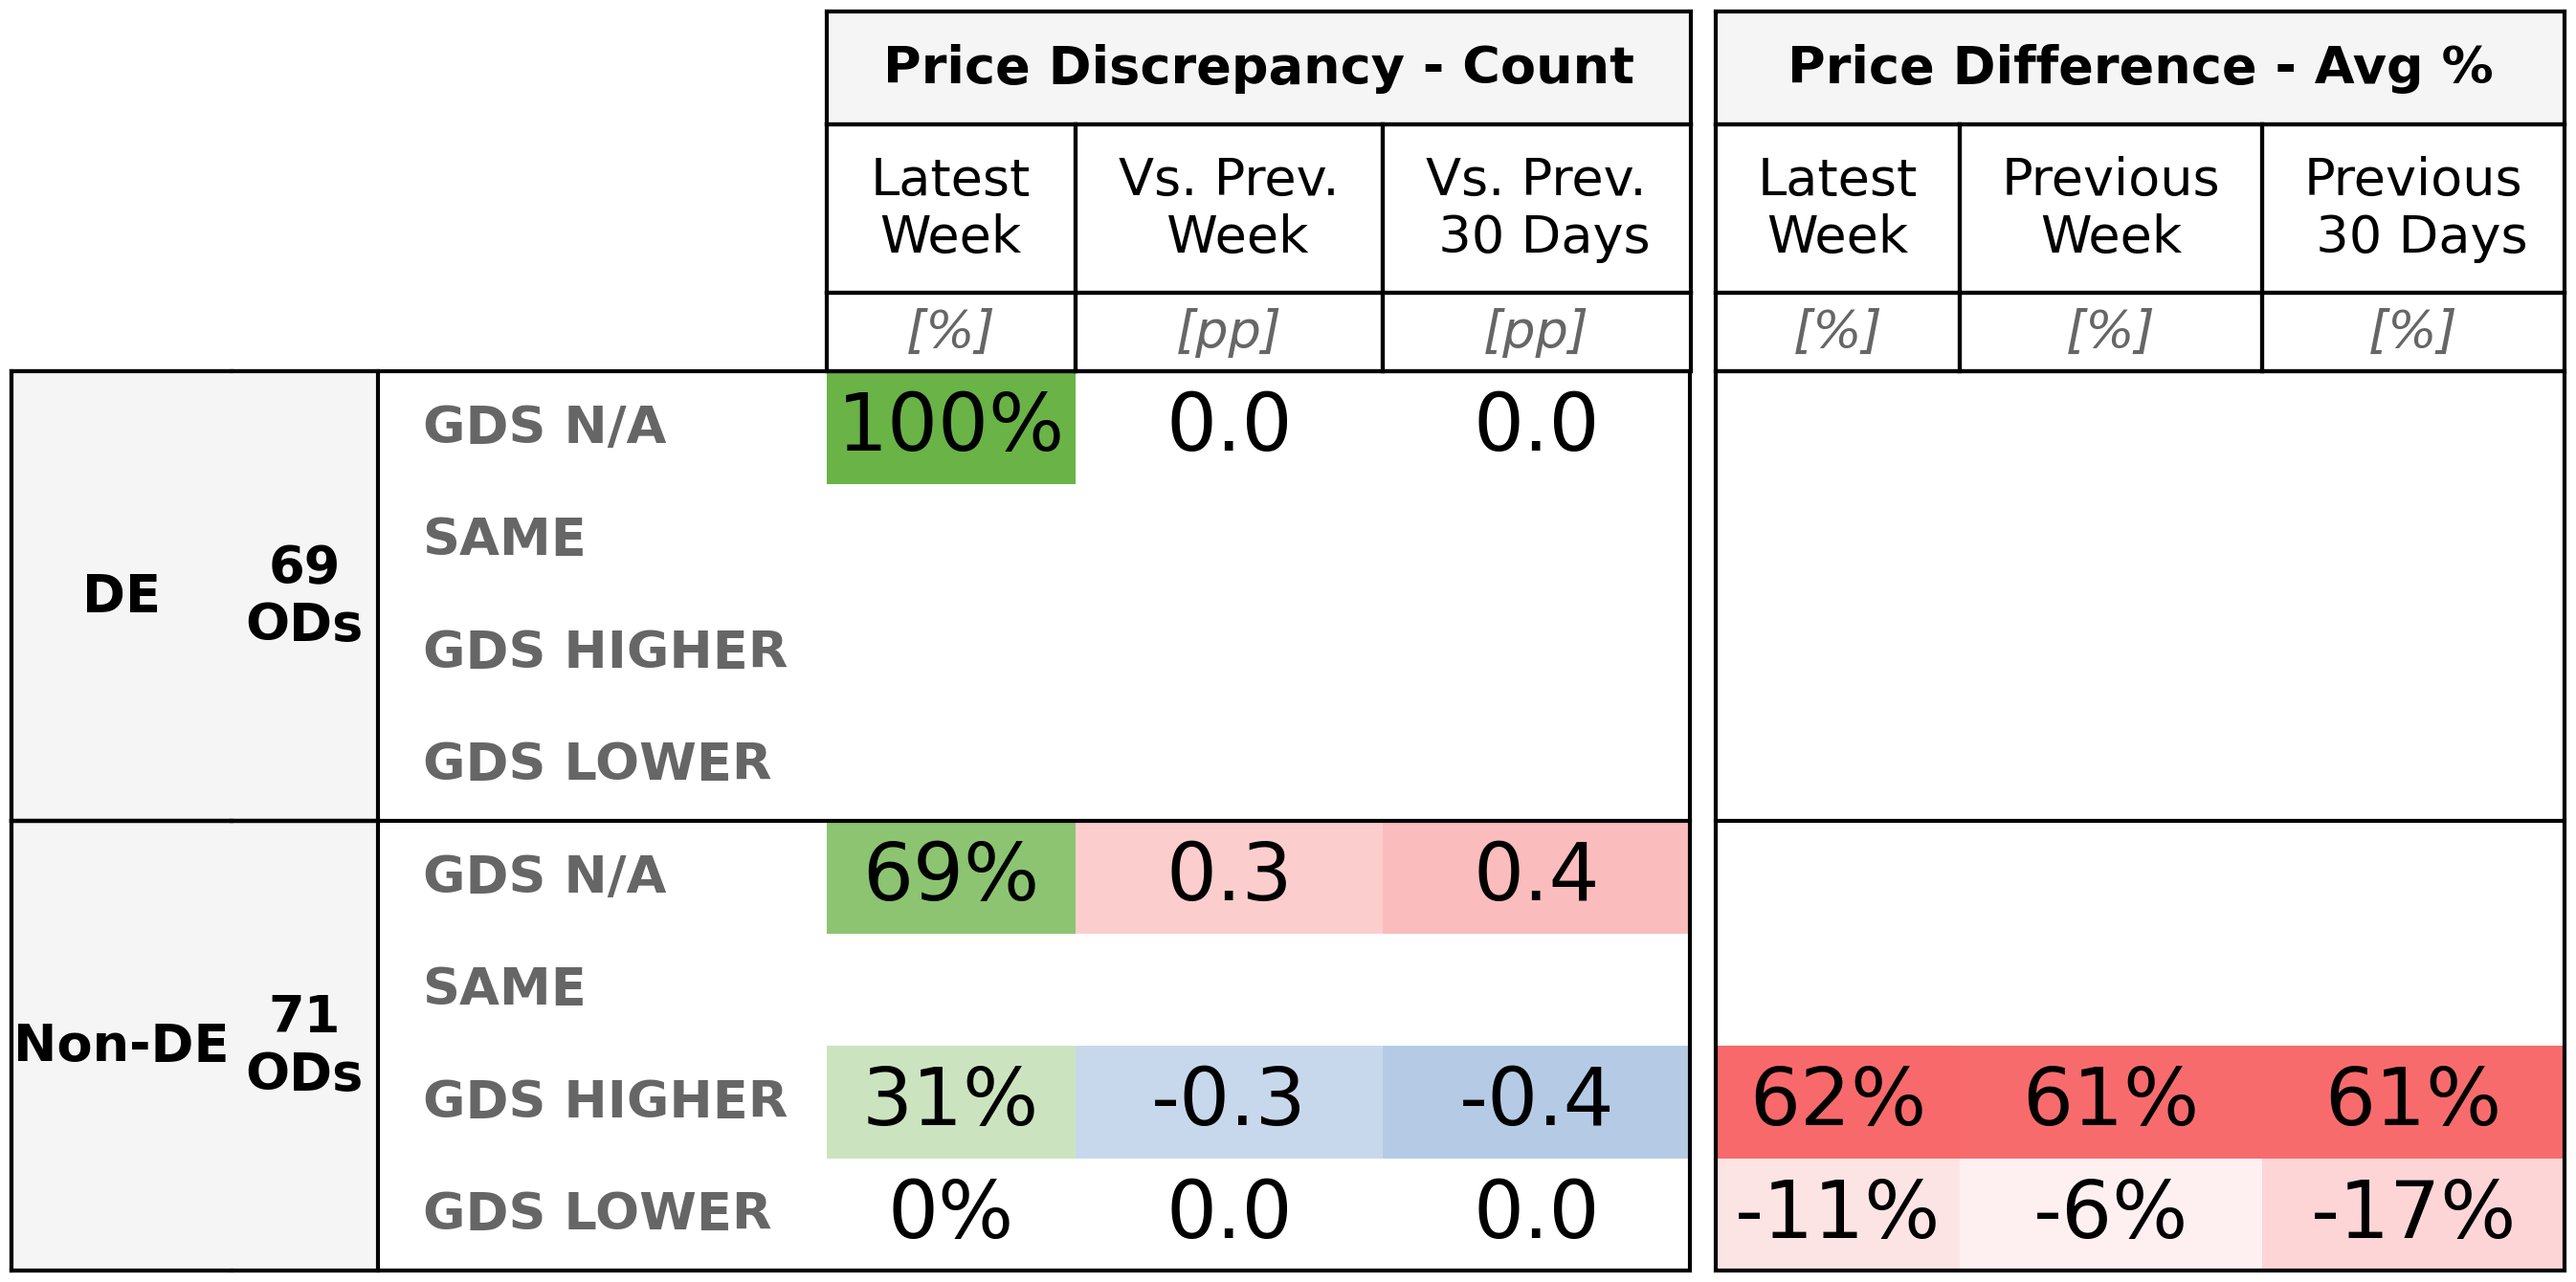 Price Discrepancy - Count Price Difference - Avg %
Latest Week Vs. Prev. Week Vs. Prev. 30 Days Latest Week Previous Week Previous 30 Days
[%] [pp] [pp] [%] [%] [%]
DE 69 ODs
GDS N/A 100% 0.0 0.0
SAME
GDS HIGHER
GDS LOWER
Non-DE 71 ODs
GDS N/A 69% 0.3 0.4
SAME
GDS HIGHER 31% -0.3 -0.4 62% 61% 61%
GDS LOWER 0% 0.0 0.0 -11% -6% -17%